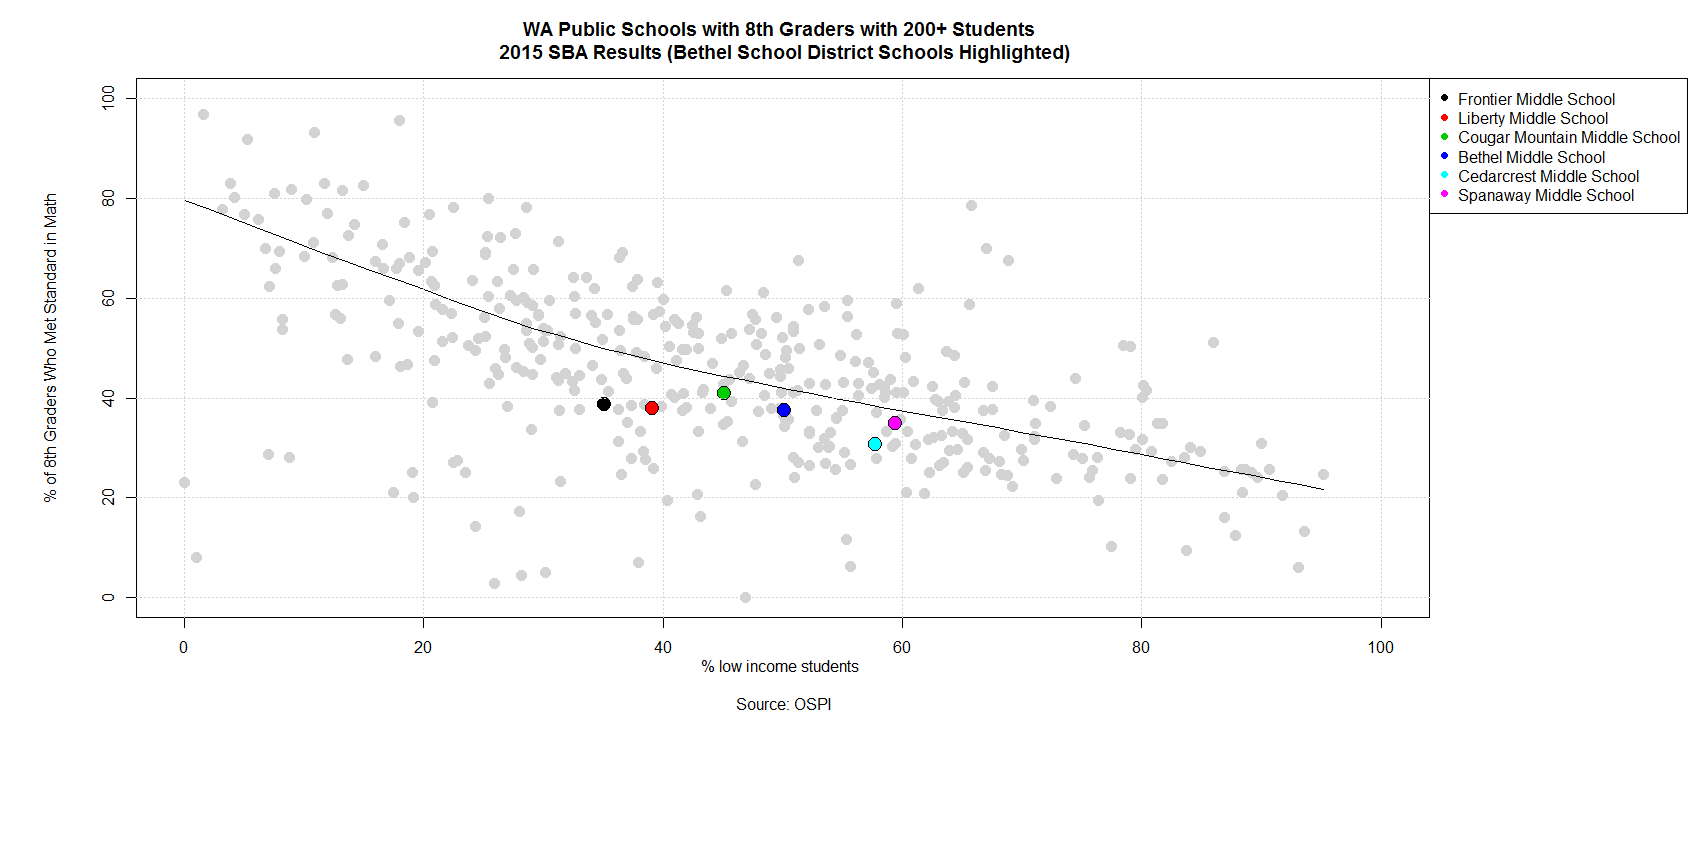 WA Public Schools with 8th Graders with 200+ Students
2015 SBA Results (Bethel School District Schools Highlighted)
Frontier Middle School
Liberty Middle School
Cougar Mountain Middle School
Bethel Middle School
Cedarcrest Middle School
Spanaway Middle School
% of 8th Graders Who Met Standard in Math
100
80
60
40
20
0
0 20 40 60 80 100
% low income students
Source: OSPI